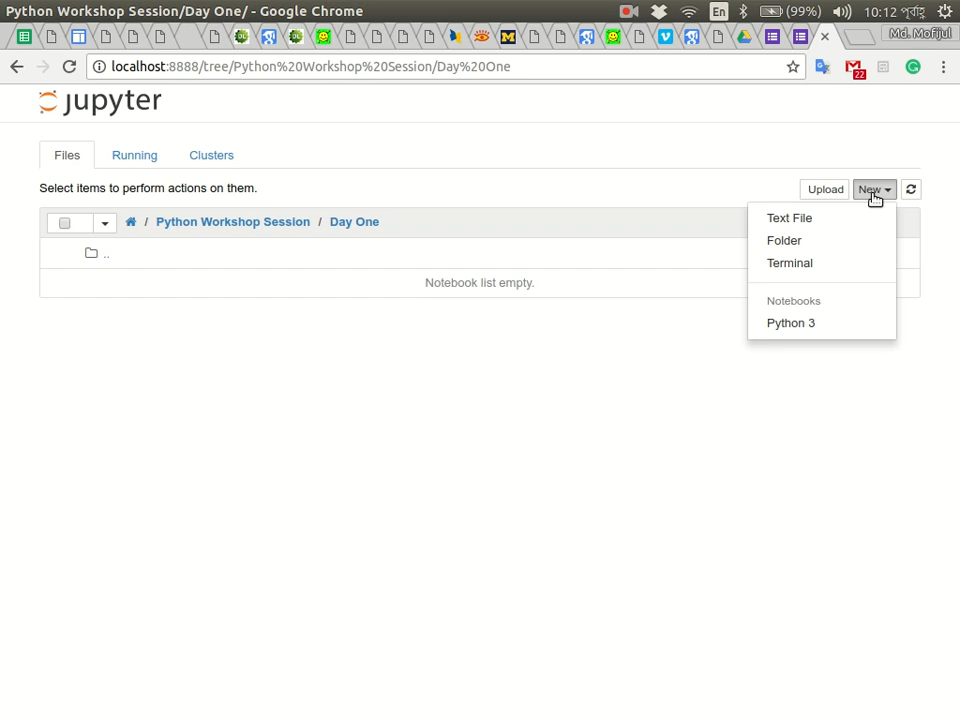 Python Workshop Session/Day One/ - Google Chrome
En
(99%)
10:12 পূর্বাহ্ণ
Md. Mofijul
localhost:8888/tree/Python%20Workshop%20Session/Day%20One
22
jupyter
Files
Running
Clusters
Select items to perform actions on them.
Upload
New
/ Python Workshop Session / Day One
..
Notebook list empty.
Text File
Folder
Terminal
Notebooks
Python 3